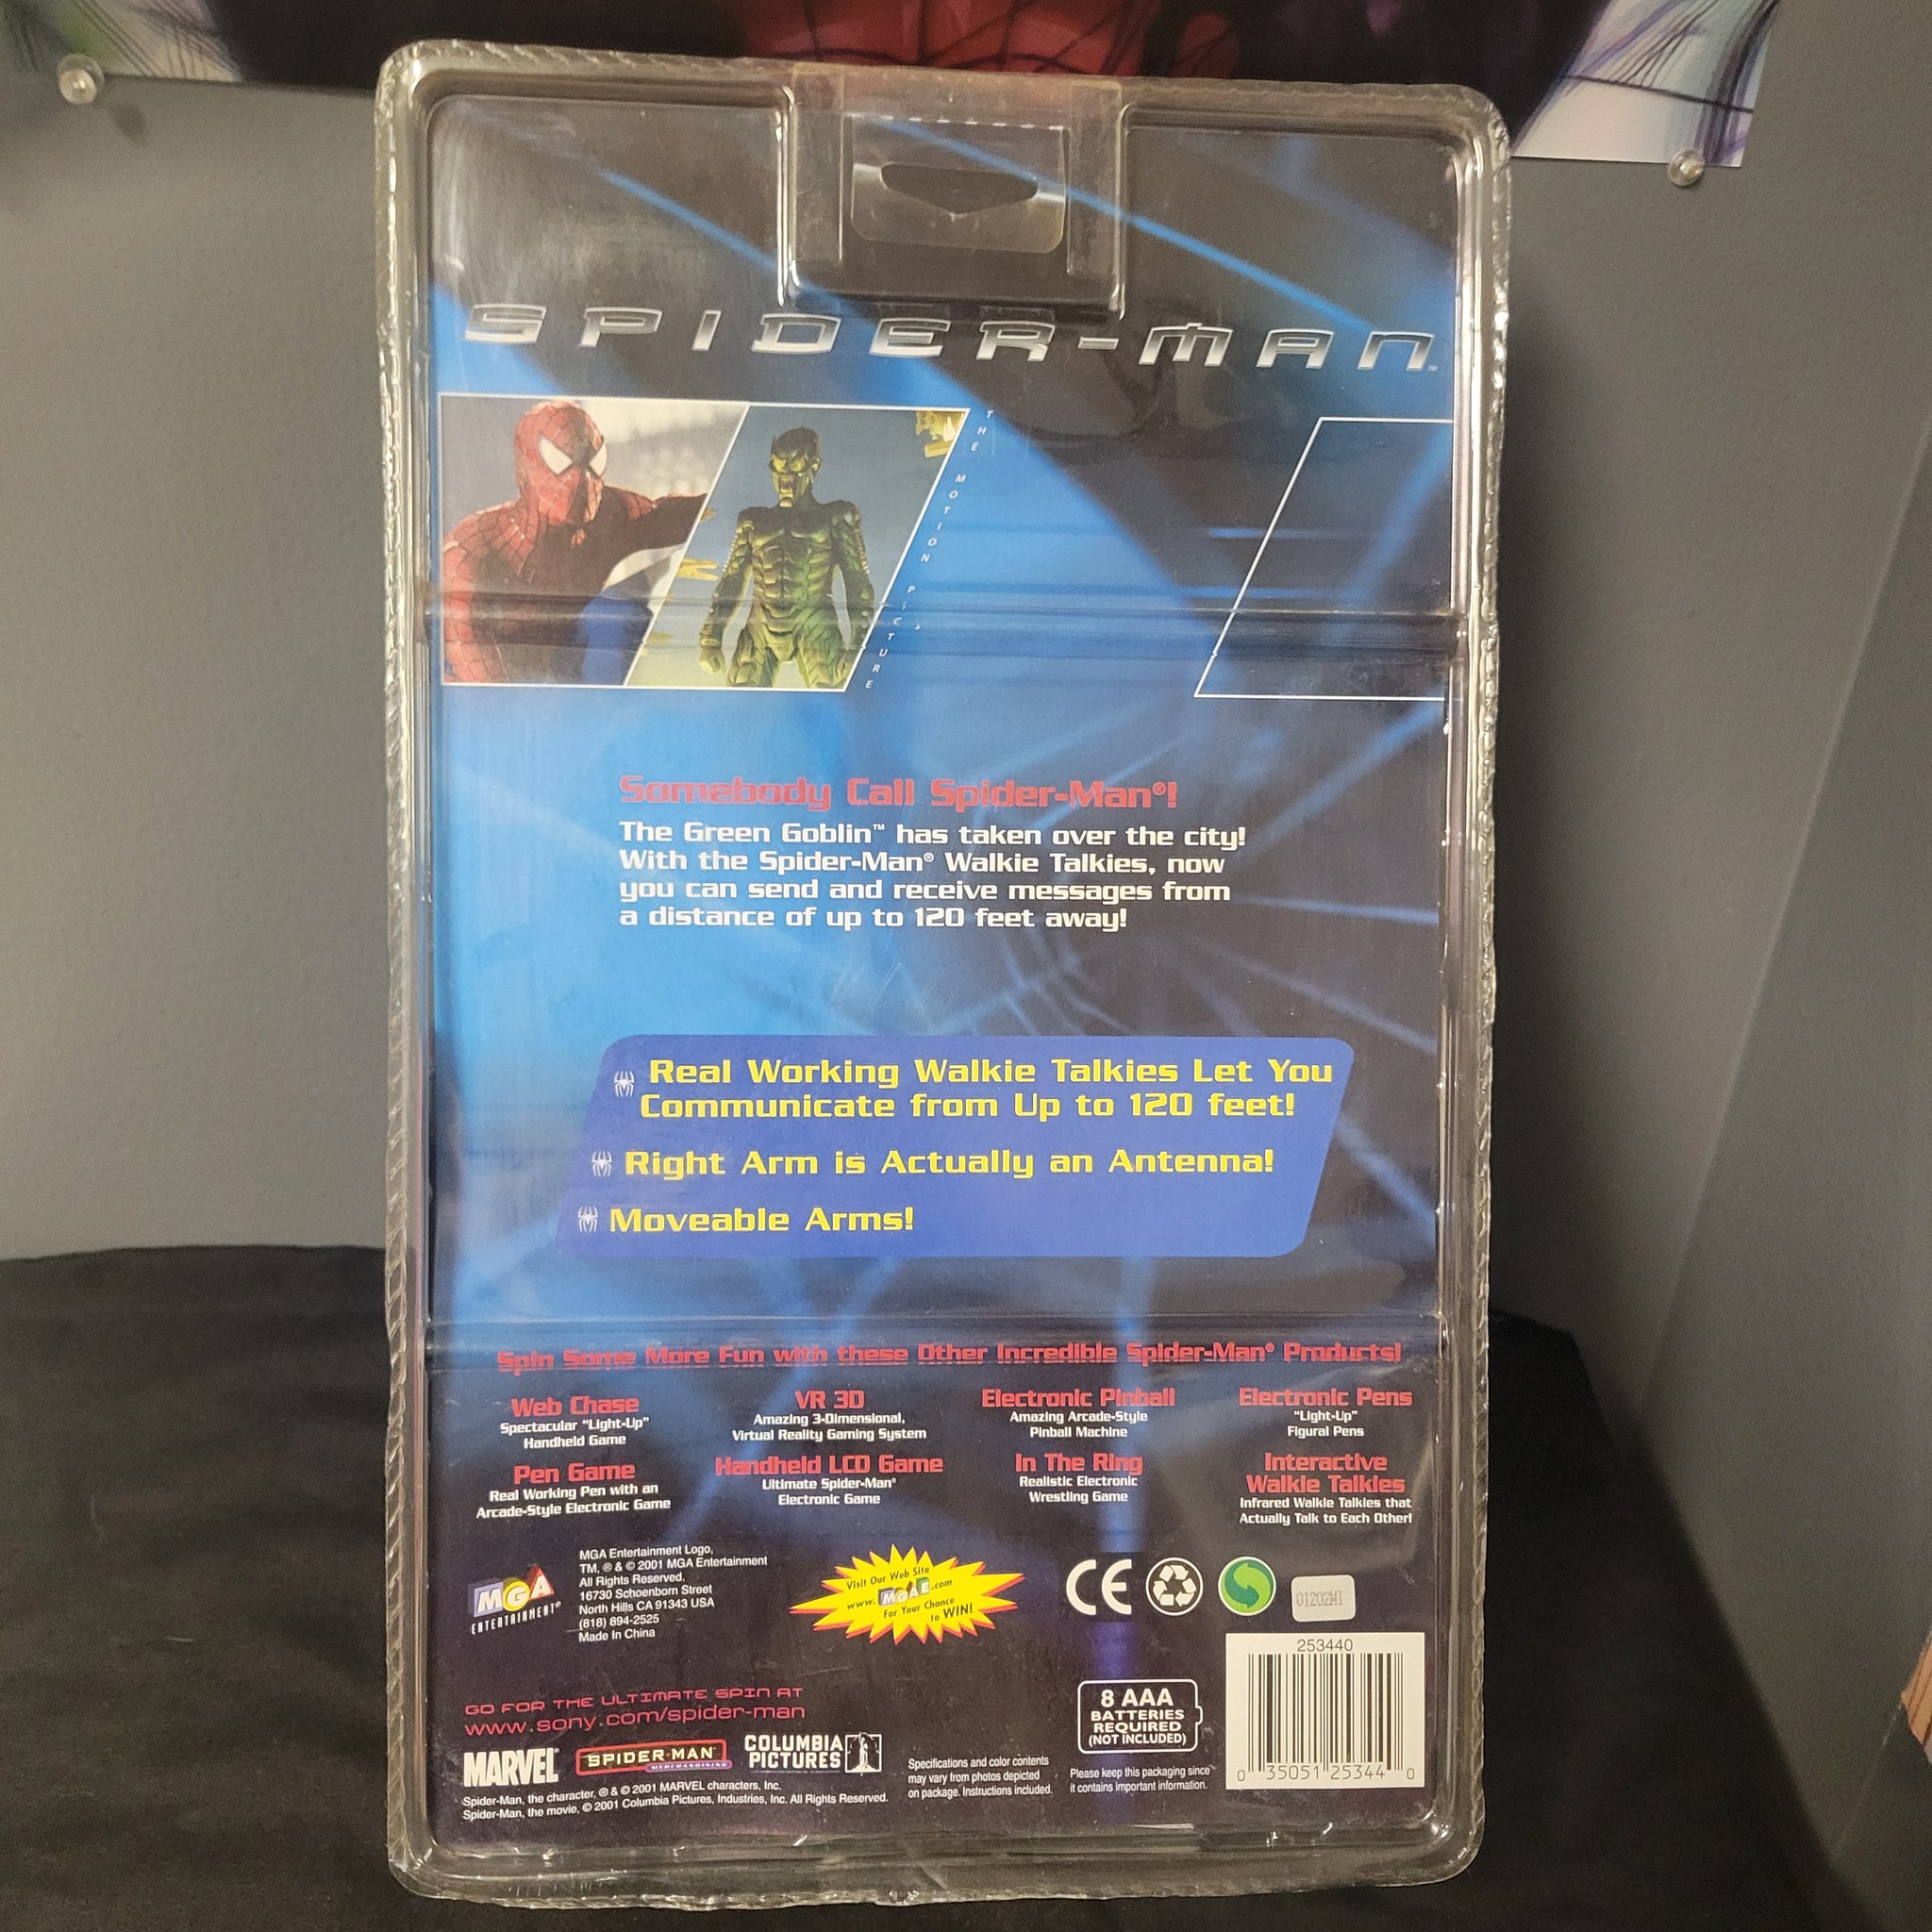 SPIDER-MAN™
THE MOTION PICTURE
Somebody Call Spider-Man®!
The Green Goblin™ has taken over the city!
With the Spider-Man® Walkie Talkies, now
you can send and receive messages from
a distance of up to 120 feet away!
Real Working Walkie Talkies Let You
Communicate from Up to 120 feet!
Right Arm is Actually an Antenna!
Moveable Arms!
Spin Some More Fun with these Other Incredible Spider-Man® Products!
Web Chase
Spectacular "Light-Up"
Handheld Game
VR 3D
Amazing 3-Dimensional,
Virtual Reality Gaming System
Electronic Pinball
Amazing Arcade-Style
Pinball Machine
Electronic Pens
"Light-Up"
Figural Pens
Pen Game
Real Working Pen with an
Arcade-Style Electronic Game
Handheld LCD Game
Ultimate Spider-Man®
Electronic Game
In The Ring
Realistic Electronic
Wrestling Game
Interactive
Walkie Talkies
Infrared Walkie Talkies that
Actually Talk to Each Other!
MGA
ENTERTAINMENT®
MGA Entertainment Logo,
TM, ® & © 2001 MGA Entertainment
All Rights Reserved.
16730 Schoenborn Street
North Hills CA 91343 USA
(818) 894-2525
Made In China
Visit Our Web Site
www.MGAE.com
For Your Chance
to WIN!
CE
01202MI
253440
0 35051 25344 0
8 AAA
BATTERIES
REQUIRED
(NOT INCLUDED)
GO FOR THE ULTIMATE SPIN AT
www.sony.com/spider-man
MARVEL®
SPIDER-MAN™
MERCHANDISING
COLUMBIA
PICTURES
Spider-Man, the character, ® & © 2001 MARVEL characters, Inc.
Spider-Man, the movie, © 2001 Columbia Pictures, Industries, Inc. All Rights Reserved.
Specifications and color contents
may vary from photos depicted
on package. Instructions included.
Please keep this packaging since
it contains important information.